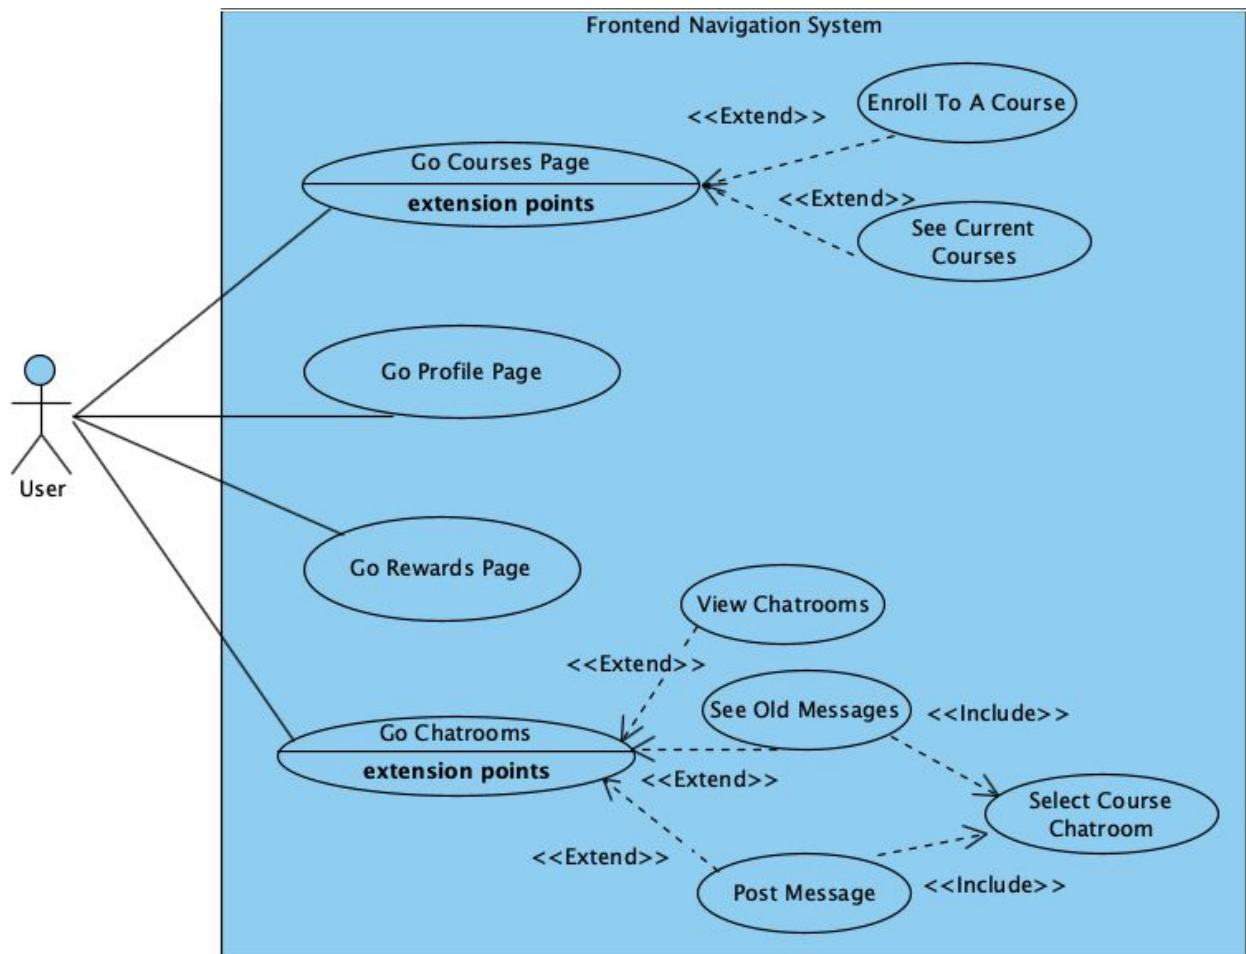 Frontend Navigation System
Enroll To A Course
<<Extend>>
Go Courses Page
extension points
<<Extend>>
See Current
Courses
Go Profile Page
User
Go Rewards Page
View Chatrooms
<<Extend>>
See Old Messages
<<Include>>
Go Chatrooms
extension points
<<Extend>>
Select Course
Chatroom
<<Extend>>
Post Message
<<Include>>